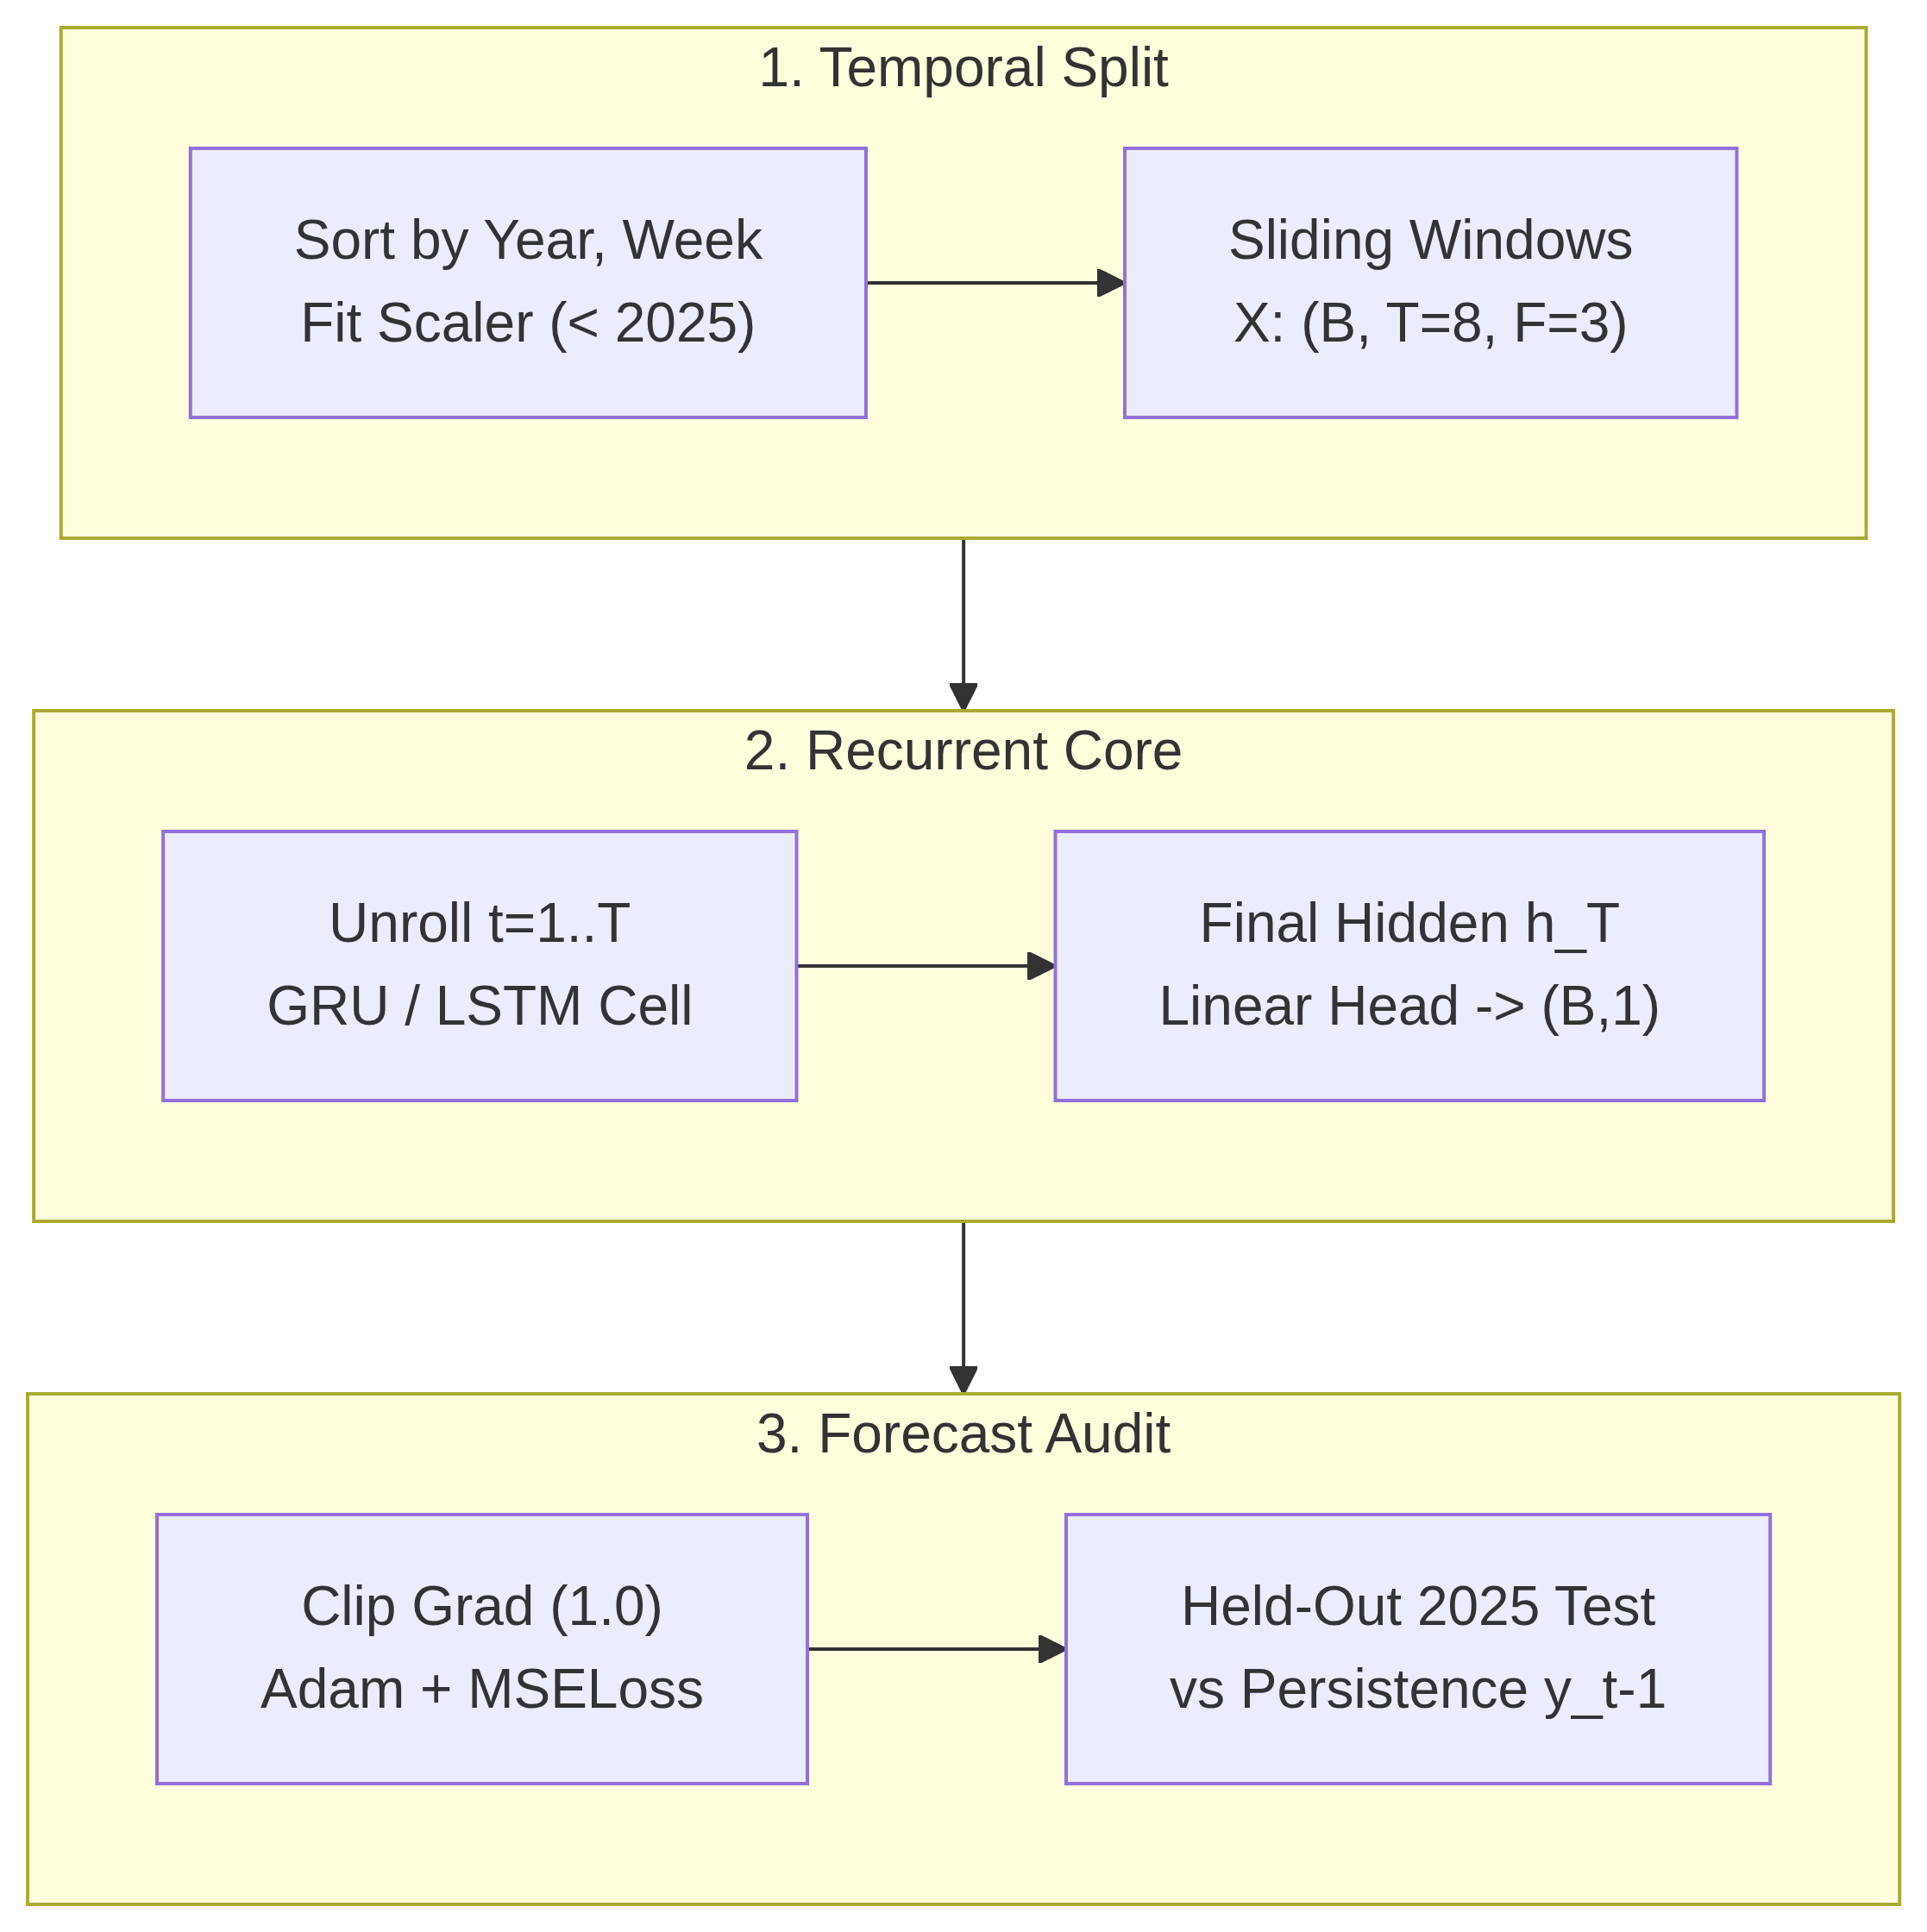 1. Temporal Split
Sort by Year, Week
Fit Scaler (< 2025)
Sliding Windows
X: (B, T=8, F=3)
2. Recurrent Core
Unroll t=1..T
GRU / LSTM Cell
Final Hidden h_T
Linear Head -> (B,1)
3. Forecast Audit
Clip Grad (1.0)
Adam + MSELoss
Held-Out 2025 Test
vs Persistence y_t-1